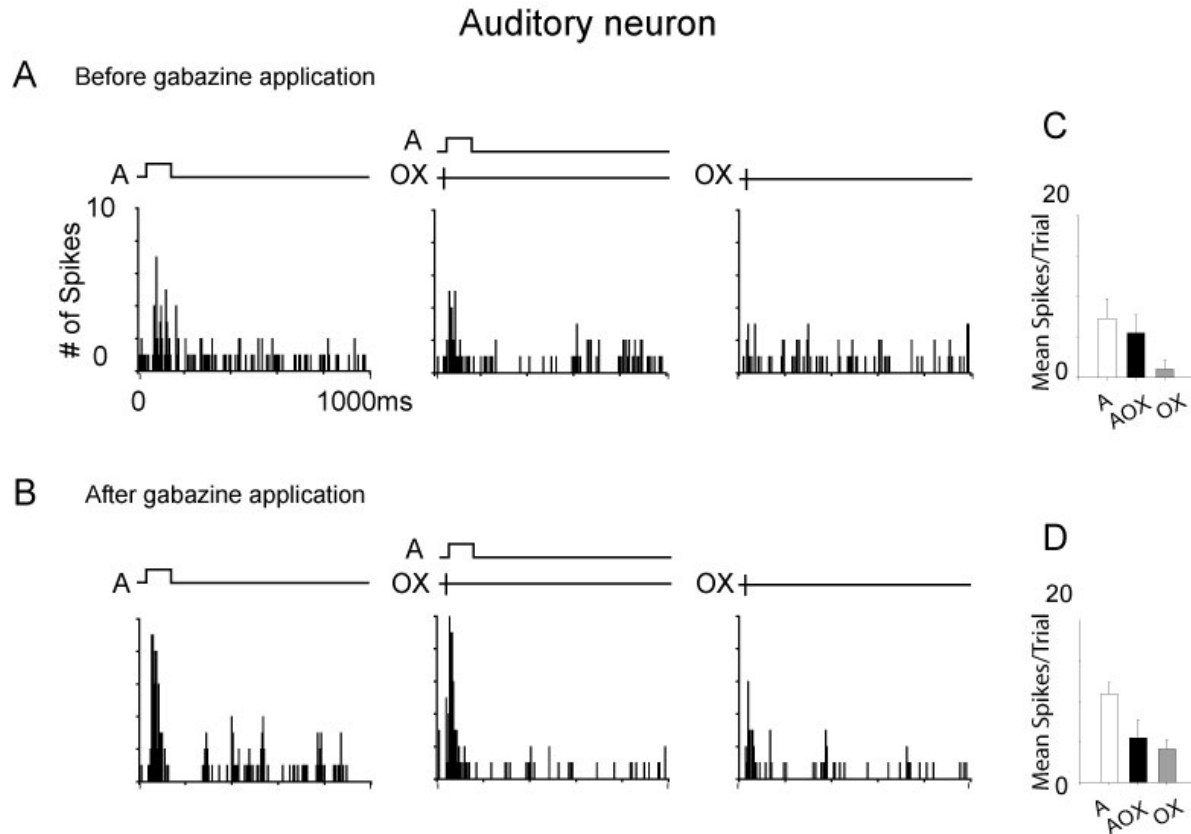 Auditory neuron
A Before gabazine application
A
A
OX
OX
10
# of Spikes
0
0 1000ms
C
20
Mean Spikes/Trial
0
A AOX OX
B After gabazine application
A
A
OX
OX
D
20
Mean Spikes/Trial
0
A AOX OX